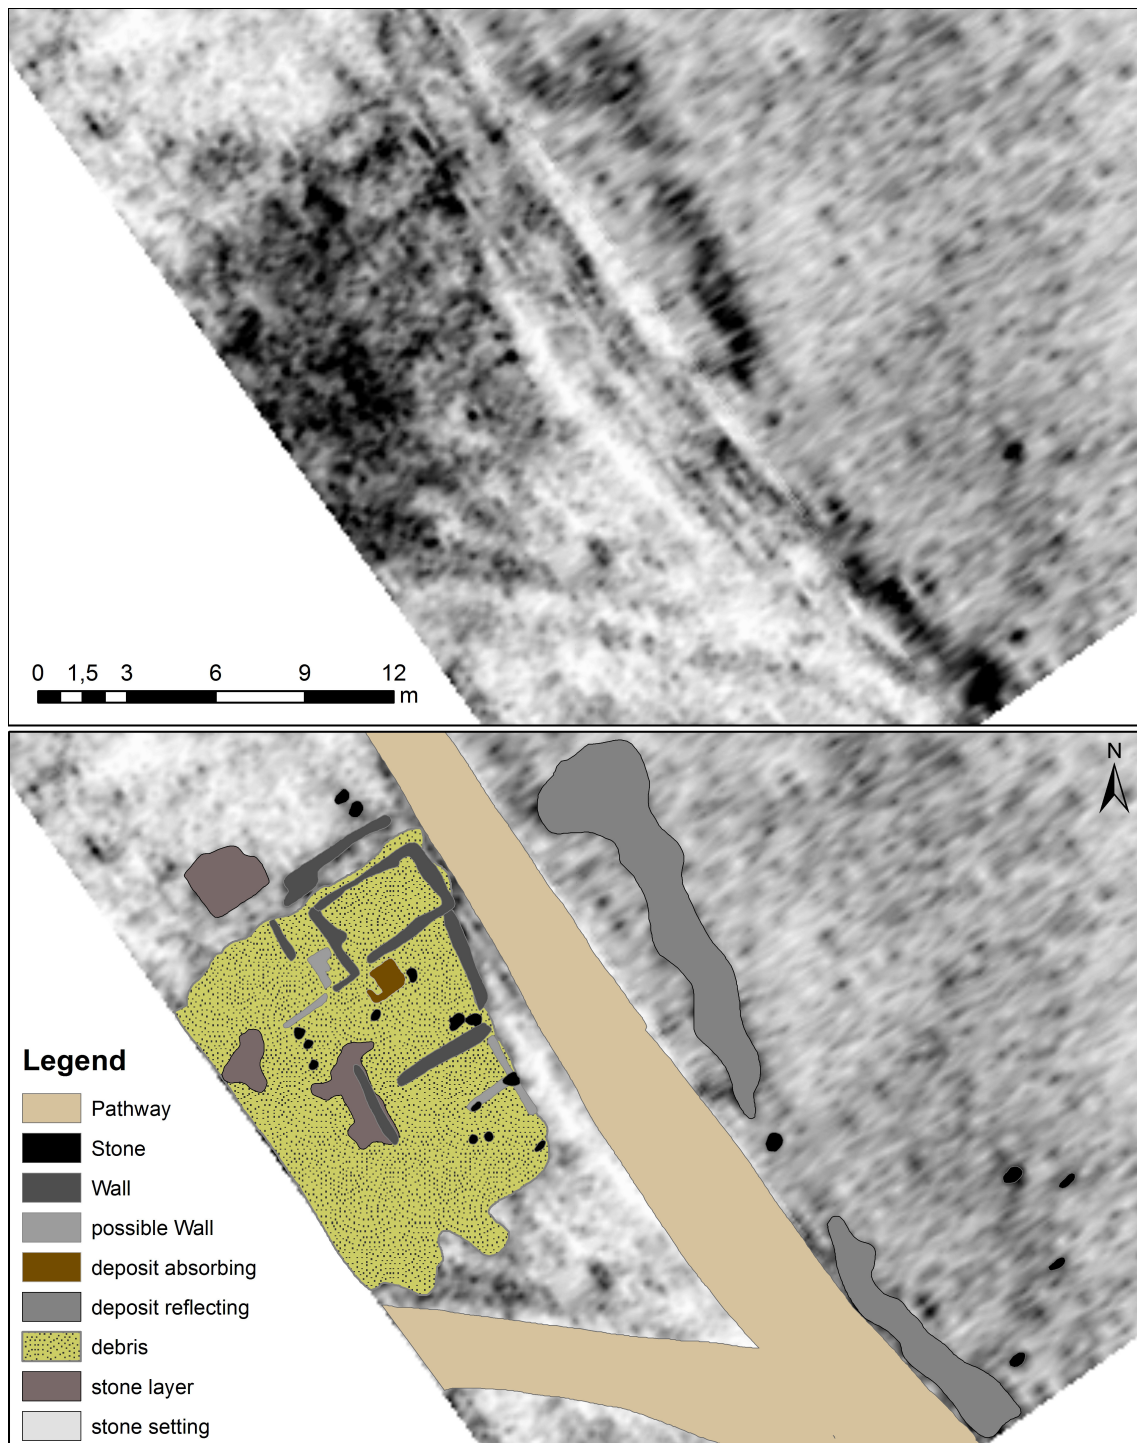 0 1,5 3 6 9 12
m
N
Legend
Pathway
Stone
Wall
possible Wall
deposit absorbing
deposit reflecting
debris
stone layer
stone setting